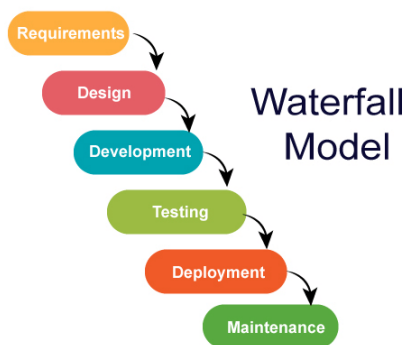 Requirements
Design
Waterfall
Model
Development
Testing
Deployment
Maintenance